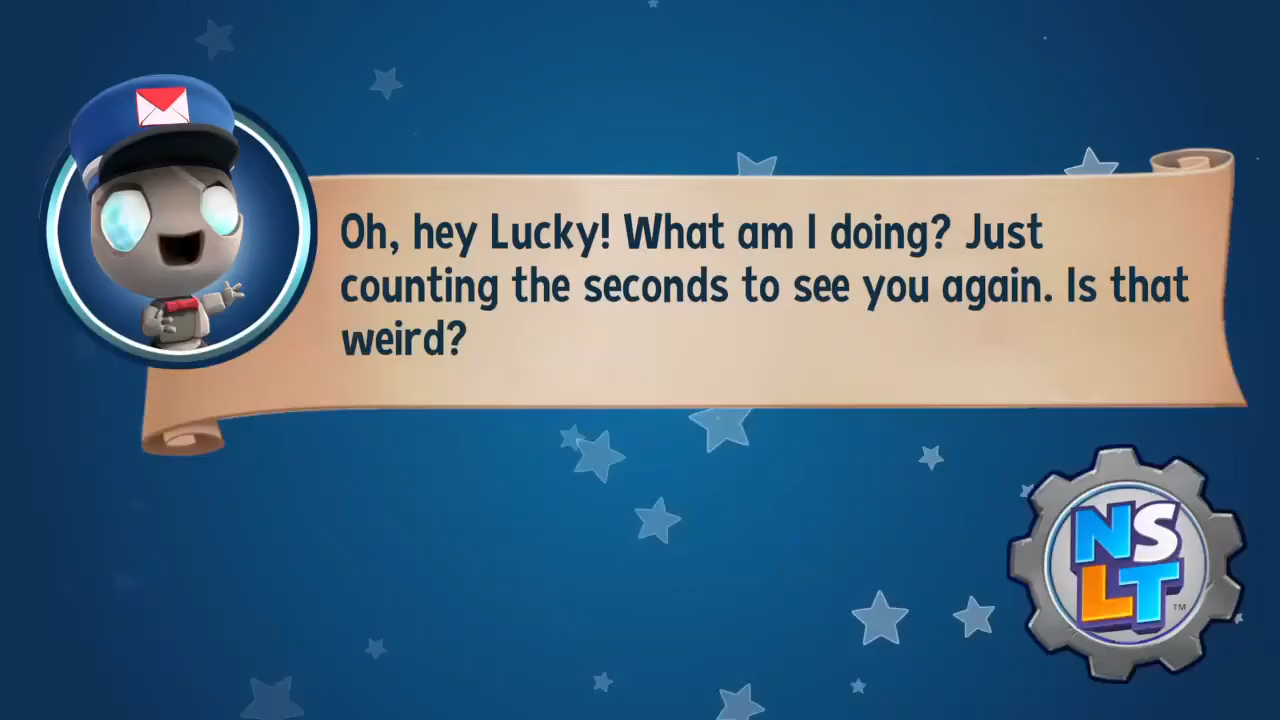 Oh, hey Lucky! What am I doing? Just
counting the seconds to see you again. Is that
weird?
NS
LT
TM